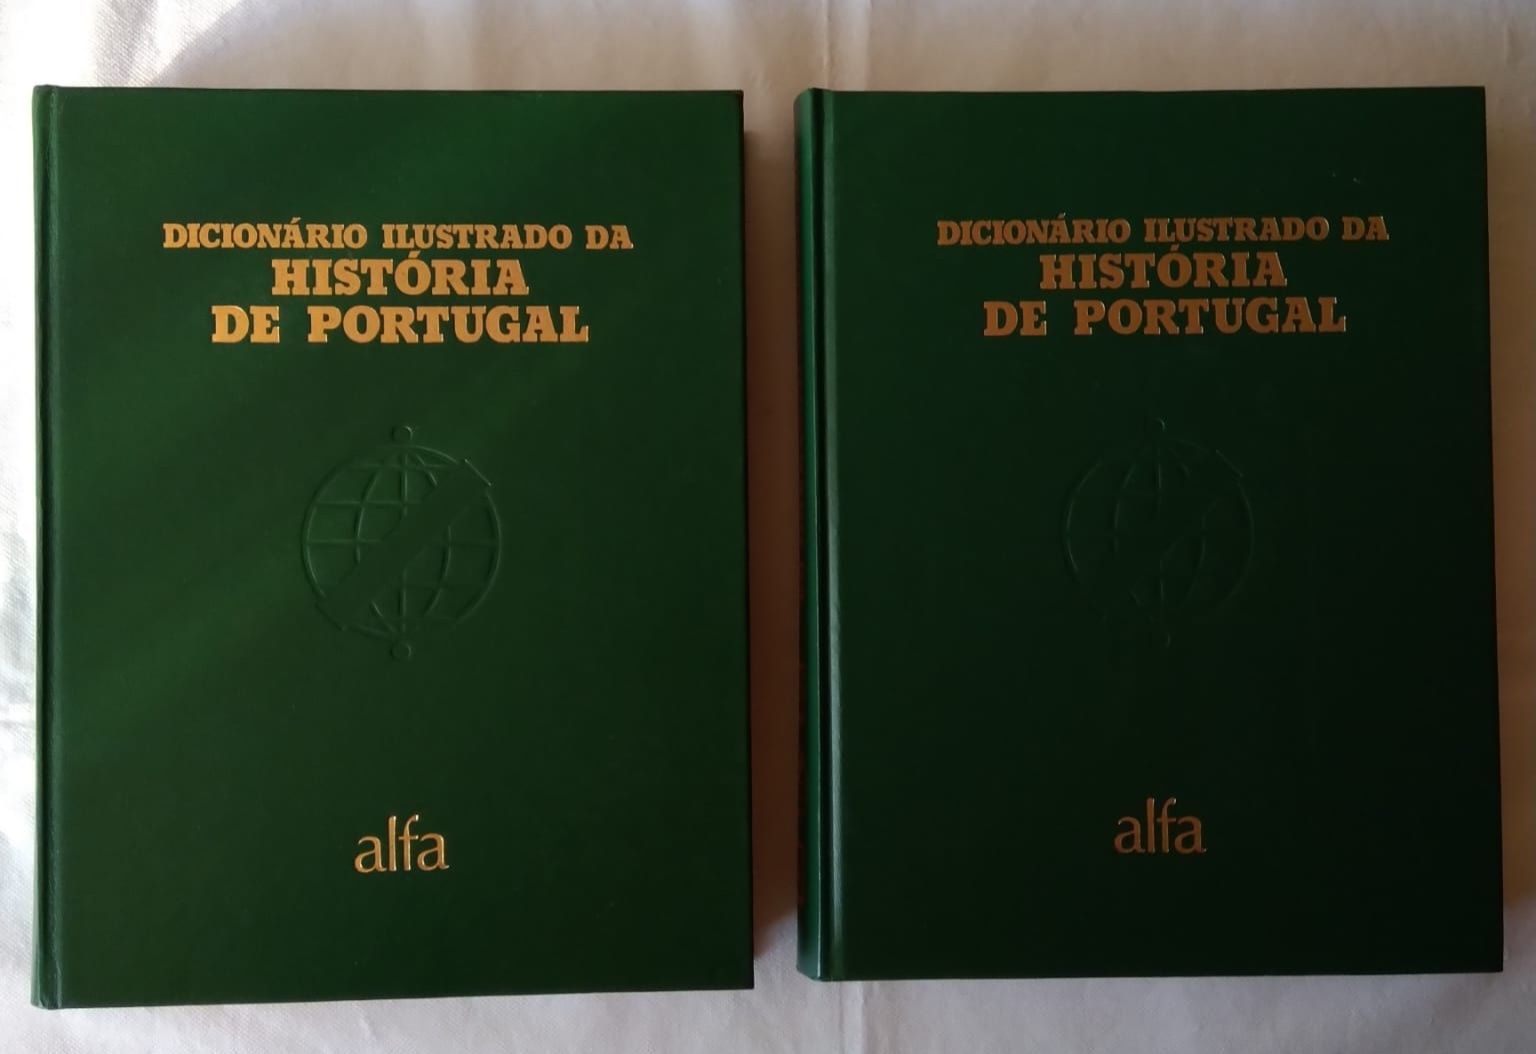 DICIONÁRIO ILUSTRADO DA
HISTÓRIA
DE PORTUGAL
alfa
DICIONÁRIO ILUSTRADO DA
HISTÓRIA
DE PORTUGAL
alfa